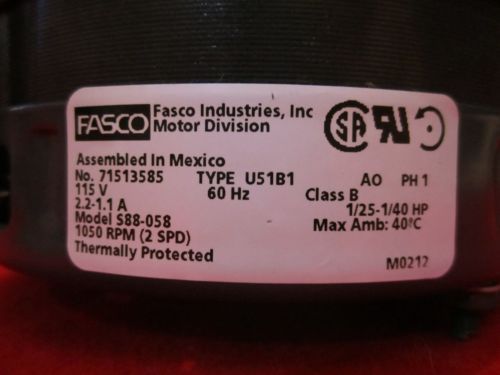 FASCO
Fasco Industries, Inc
Motor Division
SA
UR
Assembled In Mexico
No. 71513585 TYPE U51B1 AO PH 1
115 V 60 Hz Class B
2.2-1.1 A 1/25-1/40 HP
Model S88-058 Max Amb: 40°C
1050 RPM (2 SPD)
Thermally Protected M0212